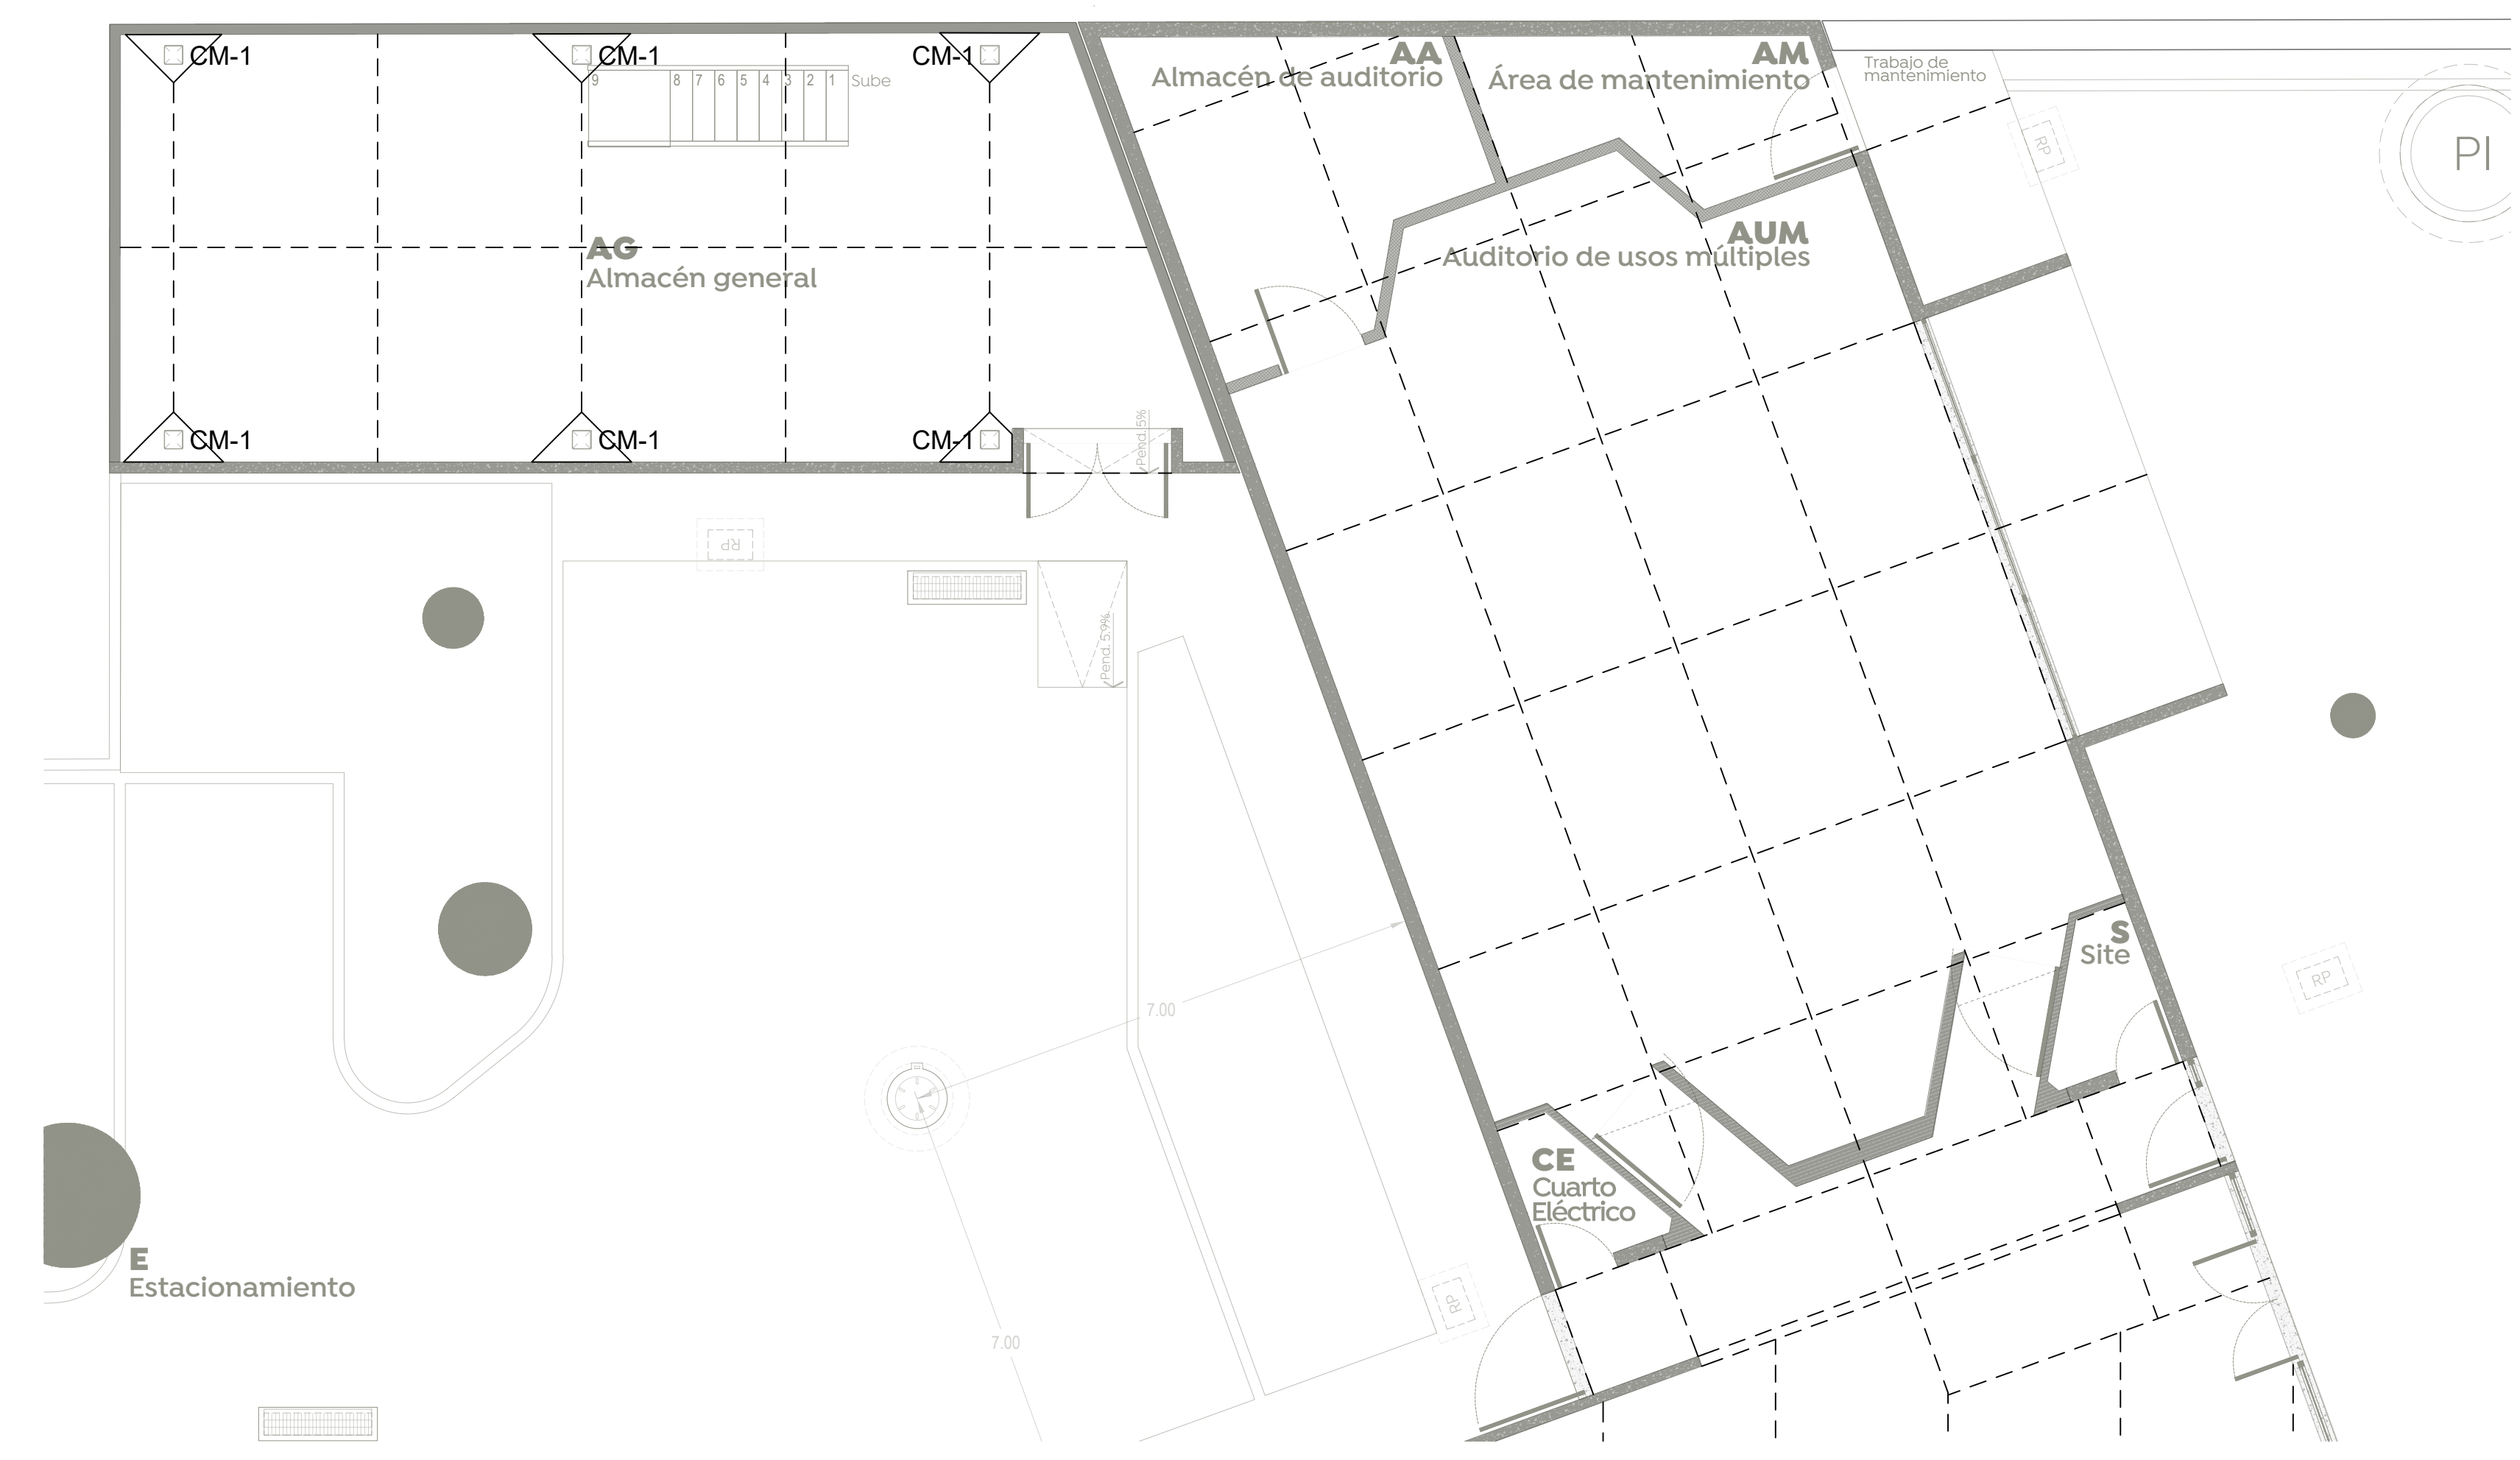 CM-1
CM-1
CM-1
9 8 7 6 5 4 3 2 1 Sube
AG
Almacén general
CM-1
CM-1
CM-1
AA
Almacén de auditorio
AM
Área de mantenimiento
Trabajo de
mantenimiento
RP
PI
AUM
Auditorio de usos múltiples
Pend. 5%
RP
Pend. 5.9%
S
Site
RP
7.00
CE
Cuarto
Eléctrico
E
Estacionamiento
RP
7.00